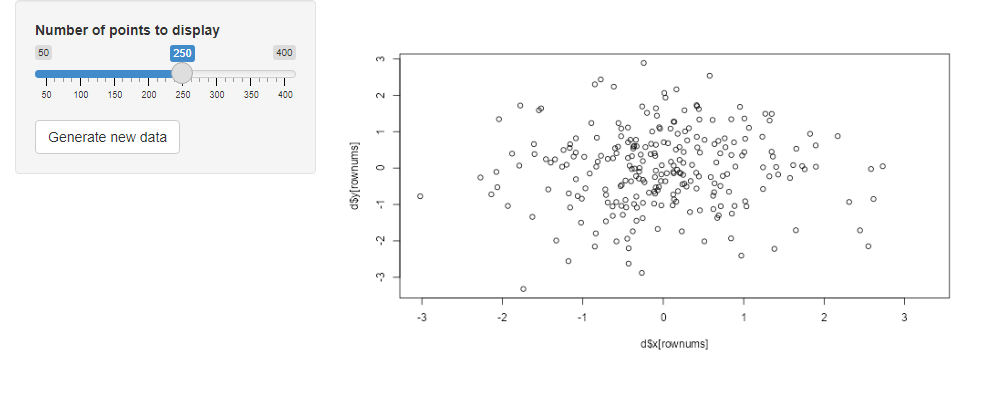 Number of points to display
50 250 400
50 100 150 200 250 300 350 400
Generate new data
3
2
1
0
-1
-2
-3
d$y[rownums]
-3 -2 -1 0 1 2 3
d$x[rownums]